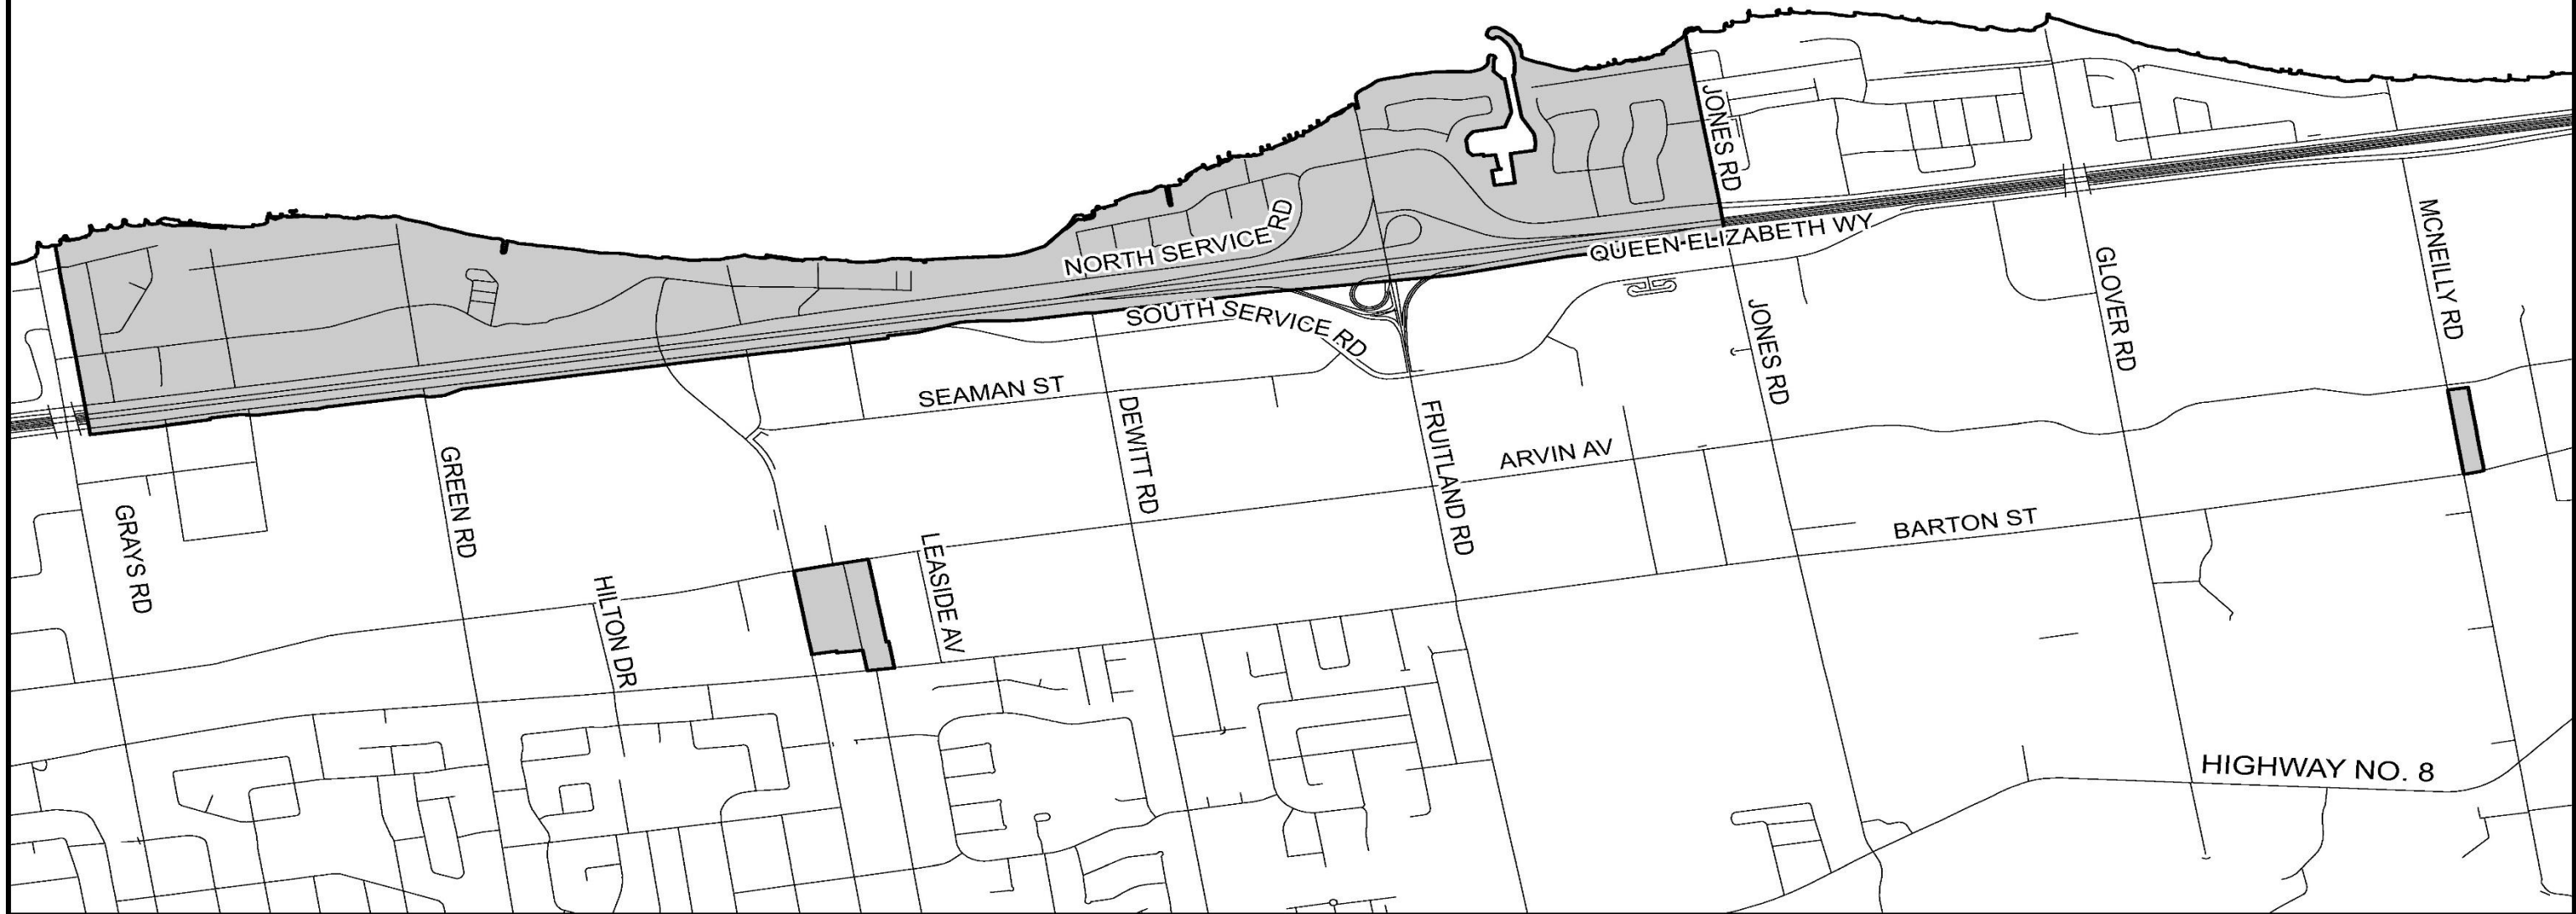 JONES RD
NORTH SERVICE RD
QUEEN ELIZABETH WY
MCNEILLY RD
GLOVER RD
SOUTH SERVICE RD
JONES RD
SEAMAN ST
DEWITT RD
FRUITLAND RD
ARVIN AV
GREEN RD
GRAYS RD
BARTON ST
LEASIDE AV
HILTON DR
HIGHWAY NO. 8